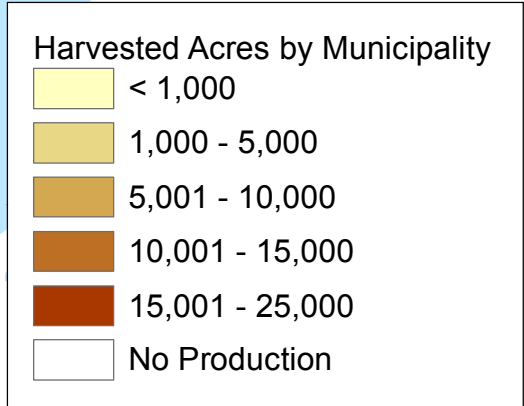 Harvested Acres by Municipality
< 1,000
1,000 - 5,000
5,001 - 10,000
10,001 - 15,000
15,001 - 25,000
No Production